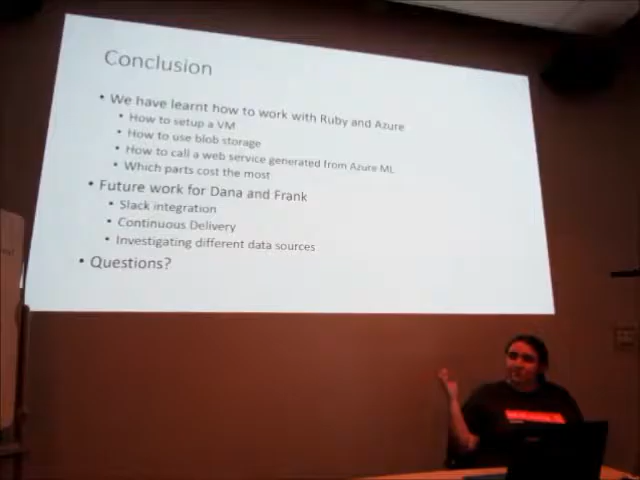 Conclusion
• We have learnt how to work with Ruby and Azure
• How to setup a VM
• How to use blob storage
• How to call a web service generated from Azure ML
• Which parts cost the most
• Future work for Dana and Frank
• Slack integration
• Continuous Delivery
• Investigating different data sources
• Questions?